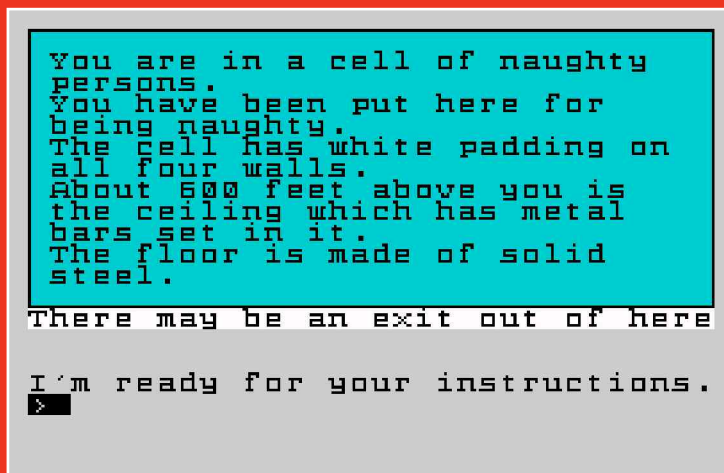 You are in a cell of naughty
persons.
You have been put here for
being naughty.
The cell has white padding on
all four walls.
About 600 feet above you is
the ceiling which has metal
bars set in it.
The floor is made of solid
steel.
There may be an exit out of here
I´m ready for your instructions.
>